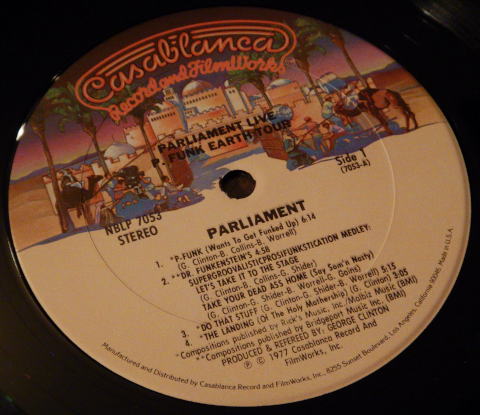 Casablanca
Record and FilmWorks
PARLIAMENT LIVE
P. FUNK EARTH TOUR
Side 1
(7053-A)
NBLP 7053
STEREO
PARLIAMENT
1. *P-FUNK (Wants To Get Funked Up) 6:14
(G. Clinton-B. Collins-B. Worrell)
2. **DR. FUNKENSTEIN'S 4:58
SUPERGROOVALISTICPROSIFUNKSTICATION MEDLEY:
LET'S TAKE IT TO THE STAGE
(G. Clinton-B. Collins-G. Shider)
TAKE YOUR DEAD ASS HOME (Say Som'n Nasty)
(G. Clinton-G. Shider-B. Worrell-G. Goins)
3. *DO THAT STUFF (G. Clinton-G. Shider-B. Worrell) 5:13
4. *THE LANDING (Of The Holy Mothership) (G. Clinton) 3:05
*Compositions published by Rick's Music, Inc./Malbiz Music (BMI)
**Compositions published by Bridgeport Music Inc. (BMI)
PRODUCED & REFEREED BY: GEORGE CLINTON
Ⓟ © 1977 Casablanca Record And
FilmWorks, Inc.
Manufactured and Distributed by Casablanca Record and FilmWorks, Inc., 8255 Sunset Boulevard, Los Angeles, California 90046. Made in U.S.A.